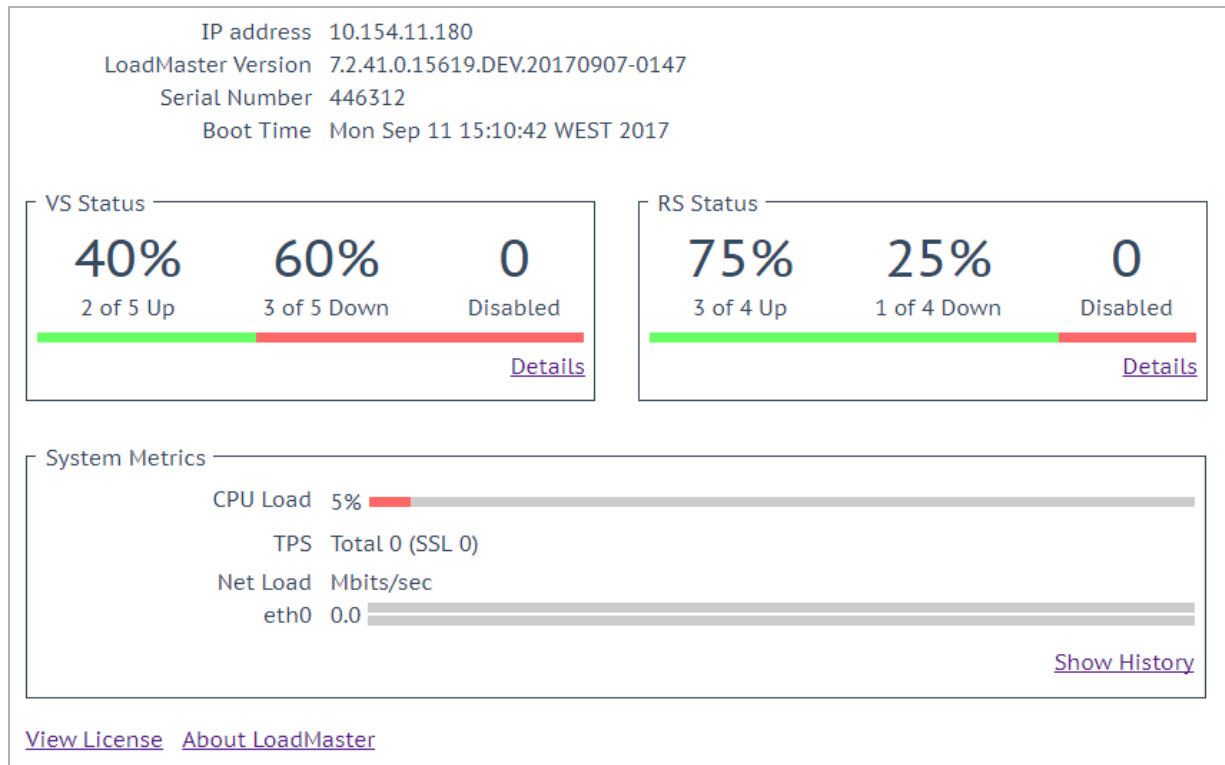 IP address 10.154.11.180
LoadMaster Version 7.2.41.0.15619.DEV.20170907-0147
Serial Number 446312
Boot Time Mon Sep 11 15:10:42 WEST 2017
VS Status
40% 60% 0
2 of 5 Up 3 of 5 Down Disabled
Details
RS Status
75% 25% 0
3 of 4 Up 1 of 4 Down Disabled
Details
System Metrics
CPU Load 5%
TPS Total 0 (SSL 0)
Net Load Mbits/sec
eth0 0.0
Show History
View License About LoadMaster